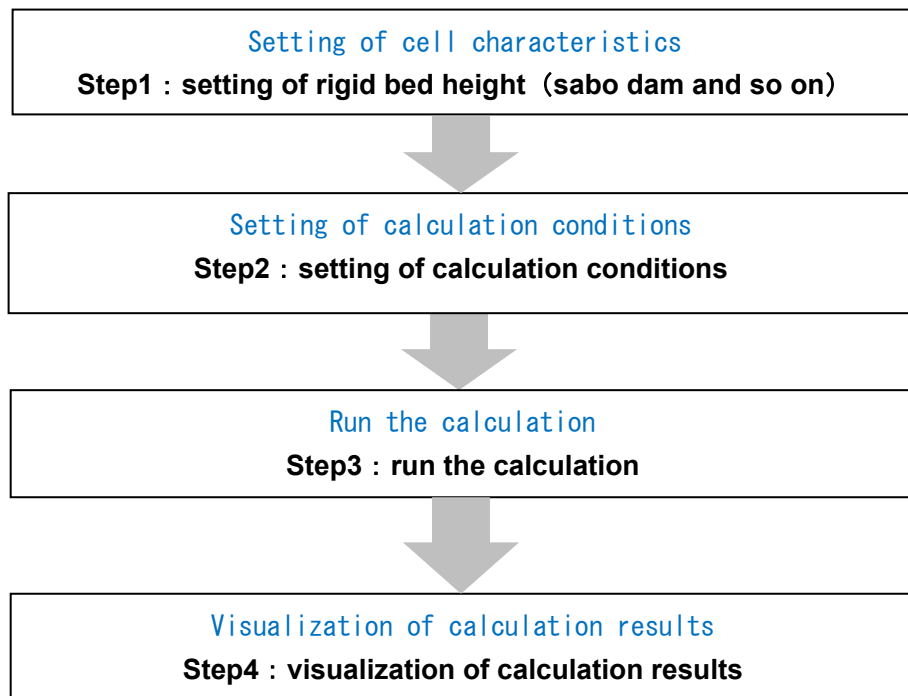 Setting of cell characteristics
Step1：setting of rigid bed height（sabo dam and so on）
Setting of calculation conditions
Step2：setting of calculation conditions
Run the calculation
Step3：run the calculation
Visualization of calculation results
Step4：visualization of calculation results